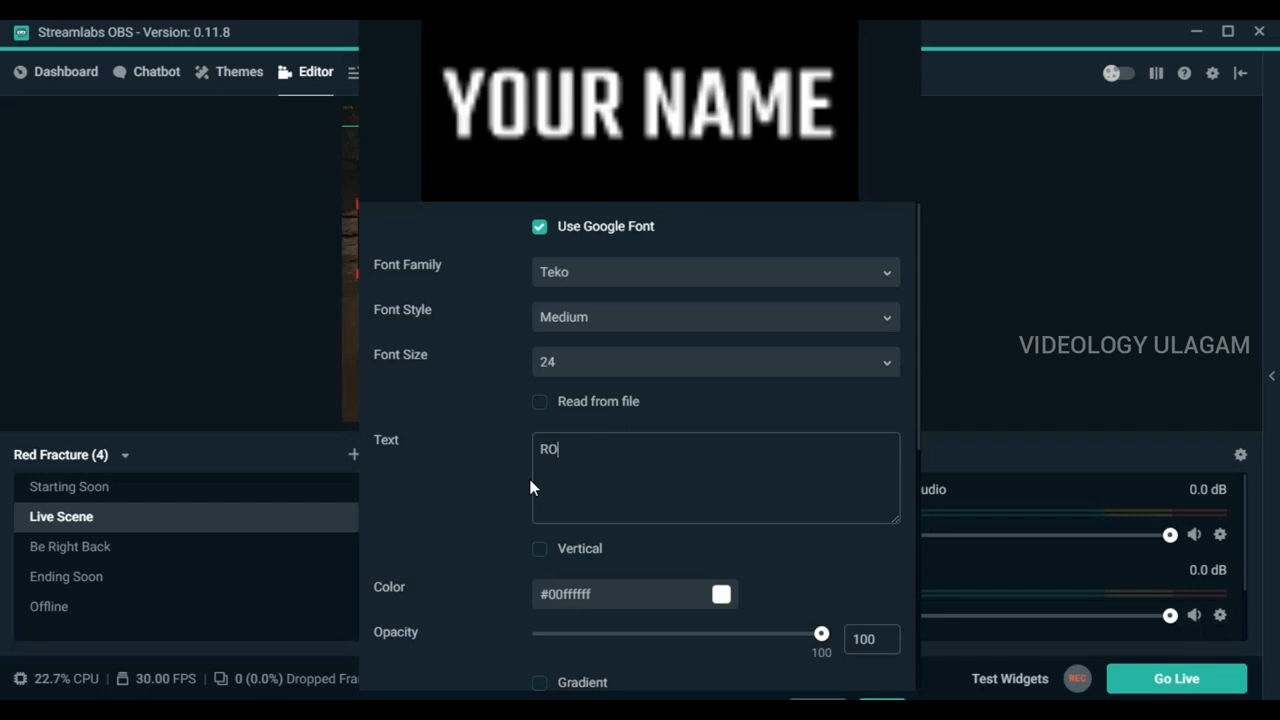 Streamlabs OBS - Version: 0.11.8
Dashboard
Chatbot
Themes
Editor
YOUR NAME
Use Google Font
Font Family
Teko
Font Style
Medium
Font Size
24
Read from file
Text
RO
VIDEOLOGY ULAGAM
Vertical
Color
#00ffffff
Opacity
100
100
Gradient
Red Fracture (4)
Starting Soon
Live Scene
Be Right Back
Ending Soon
Offline
udio
0.0 dB
0.0 dB
22.7% CPU
30.00 FPS
0 (0.0%) Dropped Fra
Test Widgets
REC
Go Live